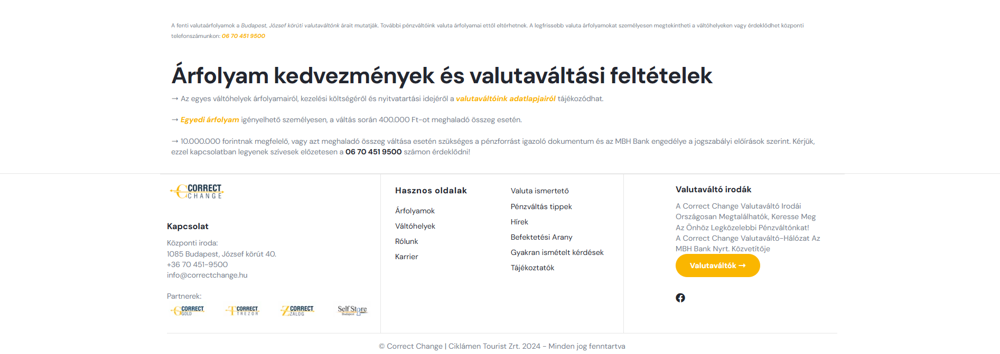 A fenti valutaárfolyamok a Budapest, József körúti valutaváltónk árait mutatják. További pénzváltóink valuta árfolyamai ettől eltérhetnek. A legfrissebb valuta árfolyamokat személyesen megtekintheti a váltóhelyeken vagy érdeklődhet központi
telefonszámunkon: 06 70 451 9500
Árfolyam kedvezmények és valutaváltási feltételek
→ Az egyes váltóhelyek árfolyamairól, kezelési költségéről és nyitvatartási idejéről a valutaváltóink adatlapjairól tájékozódhat.
→ Egyedi árfolyam igényelhető személyesen, a váltás során 400.000 Ft-ot meghaladó összeg esetén.
→ 10.000.000 forintnak megfelelő, vagy azt meghaladó összeg váltása esetén szükséges a pénzforrást igazoló dokumentum és az MBH Bank engedélye a jogszabályi előírások szerint. Kérjük,
ezzel kapcsolatban legyenek szívesek előzetesen a 06 70 451 9500 számon érdeklődni!
CORRECT
CHANGE
Kapcsolat
Központi iroda:
1085 Budapest, József körút 40.
+36 70 451-9500
info@correctchange.hu
Partnerek:
G CORRECT
GOLD
T CORRECT
TREZOR
Z CORRECT
ZÁLOG
Self Store
Budapest
Hasznos oldalak
Árfolyamok
Váltóhelyek
Rólunk
Karrier
Valuta ismertető
Pénzváltás tippek
Hírek
Befektetési Arany
Gyakran ismételt kérdések
Tájékoztatók
Valutaváltó irodák
A Correct Change Valutaváltó Irodái
Országosan Megtalálhatók, Keresse Meg
Az Önhöz Legközelebbi Pénzváltónkat!
A Correct Change Valutaváltó-Hálózat Az
MBH Bank Nyrt. Közvetítője
Valutaváltók →
© Correct Change | Ciklámen Tourist Zrt. 2024 - Minden jog fenntartva